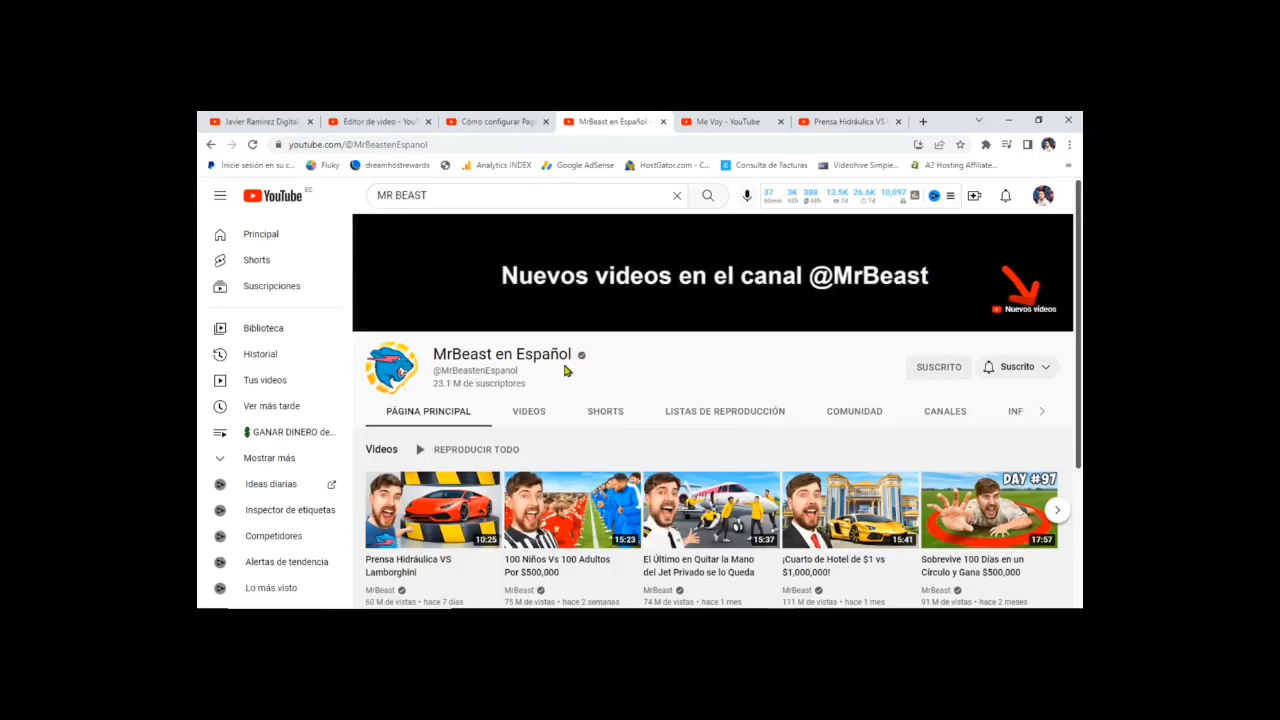 Javier Ramirez Digital
Editor de video - YouT
Cómo configurar Pag
MrBeast en Español -
Me Voy - YouTube
Prensa Hidráulica VS
youtube.com/@MrBeastenEspanol
Inicie sesión en su c...
Fluky
dreamhostrewards
Analytics INDEX
Google AdSense
HostGator.com - C...
Consulta de Facturas
Videohive Simple...
A2 Hosting Affiliate...
YouTube EC
MR BEAST
37 3K 388 13.5K 26.6K 10,097
60min 48h 48h 7d 7d
Principal
Shorts
Suscripciones
Biblioteca
Historial
Tus videos
Ver más tarde
GANAR DINERO de...
Mostrar más
Ideas diarias
Inspector de etiquetas
Competidores
Alertas de tendencia
Lo más visto
Nuevos videos en el canal @MrBeast
Nuevos vídeos
MrBeast en Español
@MrBeastenEspanol
23.1 M de suscriptores
SUSCRITO
Suscrito
PÁGINA PRINCIPAL
VIDEOS
SHORTS
LISTAS DE REPRODUCCIÓN
COMUNIDAD
CANALES
INF
Videos
REPRODUCIR TODO
10:25
15:23
15:37
15:41
DAY #97
17:57
Prensa Hidráulica VS
Lamborghini
MrBeast
60 M de vistas • hace 7 días
100 Niños Vs 100 Adultos
Por $500,000
MrBeast
75 M de vistas • hace 2 semanas
El Último en Quitar la Mano
del Jet Privado se lo Queda
MrBeast
74 M de vistas • hace 1 mes
¡Cuarto de Hotel de $1 vs
$1,000,000!
MrBeast
111 M de vistas • hace 1 mes
Sobrevive 100 Días en un
Círculo y Gana $500,000
MrBeast
91 M de vistas • hace 2 meses